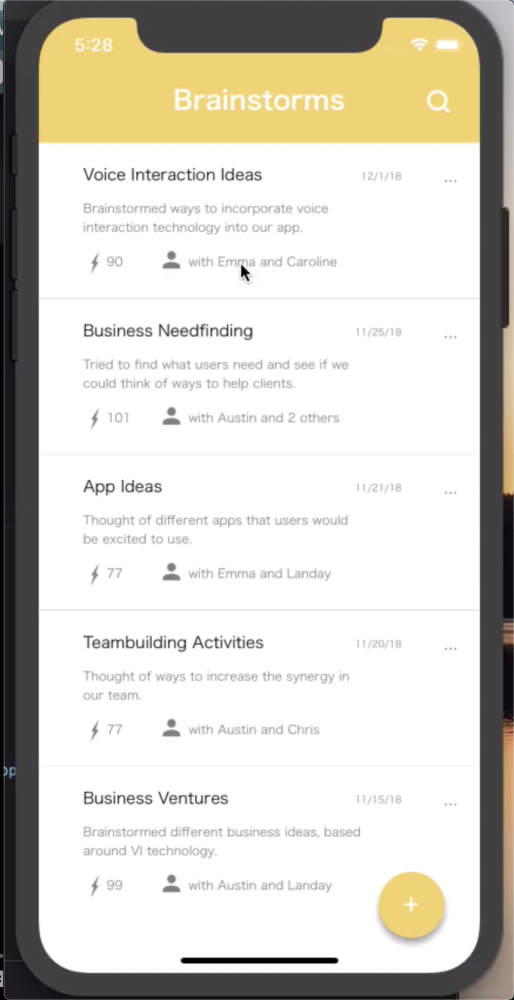 5:28
Brainstorms
Voice Interaction Ideas 12/1/18 ...
Brainstormed ways to incorporate voice
interaction technology into our app.
90 with Emma and Caroline
Business Needfinding 11/25/18 ...
Tried to find what users need and see if we
could think of ways to help clients.
101 with Austin and 2 others
App Ideas 11/21/18 ...
Thought of different apps that users would
be excited to use.
77 with Emma and Landay
Teambuilding Activities 11/20/18 ...
Thought of ways to increase the synergy in
our team.
77 with Austin and Chris
op
Business Ventures 11/15/18 ...
Brainstormed different business ideas, based
around VI technology.
99 with Austin and Landay
+